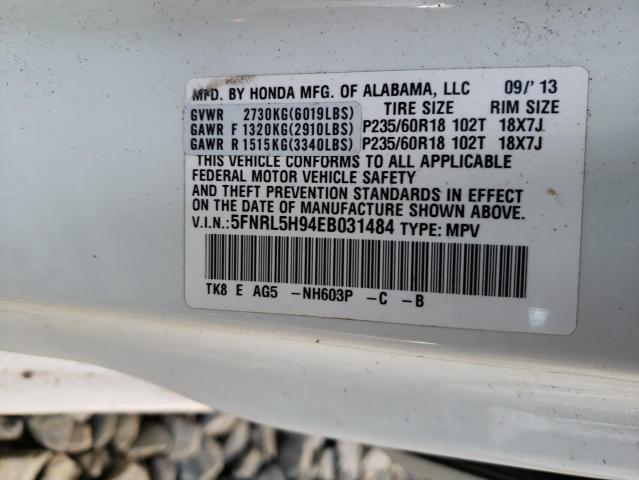 MFD. BY HONDA MFG. OF ALABAMA, LLC 09/' 13
GVWR 2730KG(6019LBS) TIRE SIZE RIM SIZE
GAWR F 1320KG(2910LBS) P235/60R18 102T 18X7J
GAWR R 1515KG(3340LBS) P235/60R18 102T 18X7J
THIS VEHICLE CONFORMS TO ALL APPLICABLE
FEDERAL MOTOR VEHICLE SAFETY
AND THEFT PREVENTION STANDARDS IN EFFECT
ON THE DATE OF MANUFACTURE SHOWN ABOVE.
V.I.N.:5FNRL5H94EB031484 TYPE: MPV
TK8 E AG5 -NH603P -C -B